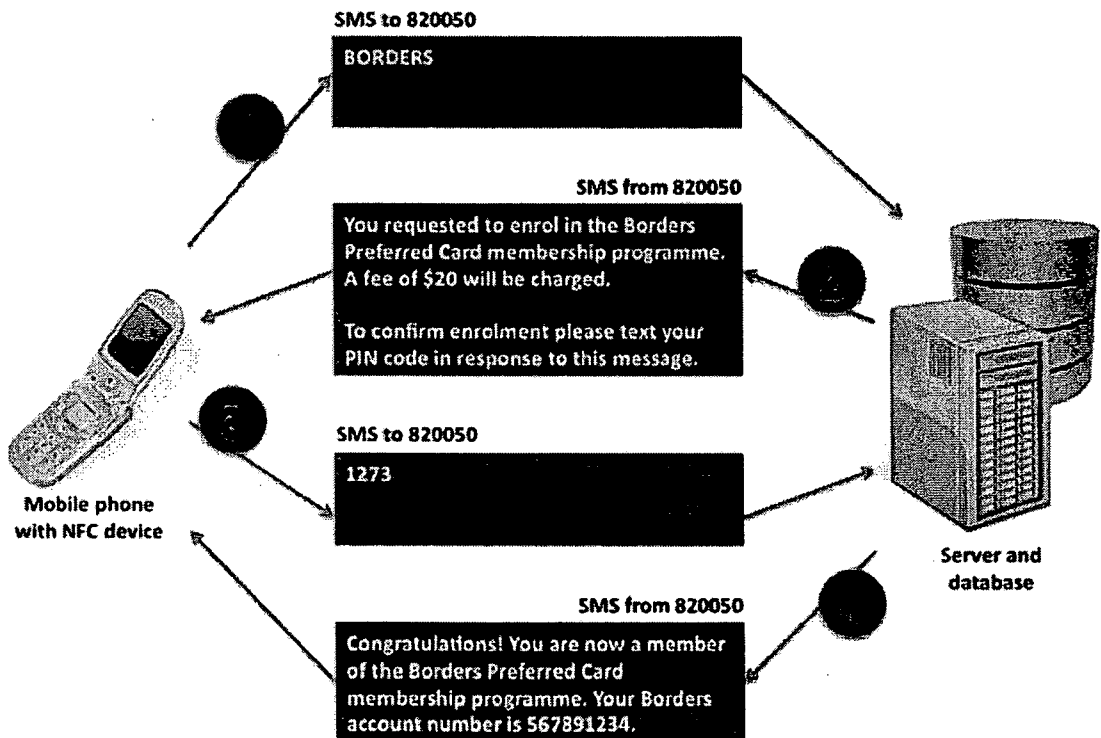 SMS to 820050
BORDERS
SMS from 820050
You requested to enrol in the Borders
Preferred Card membership programme.
A fee of $20 will be charged.
To confirm enrolment please text your
PIN code in response to this message.
2
3
SMS to 820050
1273
Mobile phone
with NFC device
Server and
database
SMS from 820050
Congratulations! You are now a member
of the Borders Preferred Card
membership programme. Your Borders
account number is 567891234.